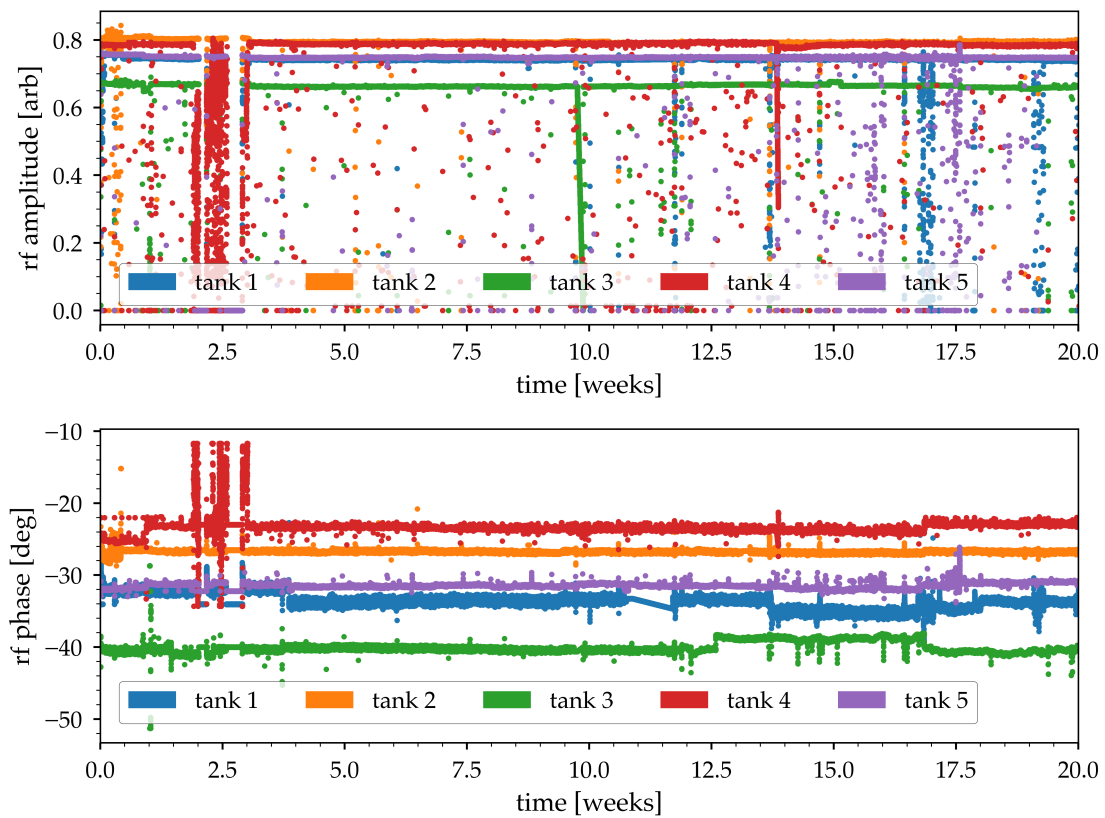 rf amplitude [arb]
0.8
0.6
0.4
0.2
0.0
tank 1 tank 2 tank 3 tank 4 tank 5
0.0 2.5 5.0 7.5 10.0 12.5 15.0 17.5 20.0
time [weeks]
rf phase [deg]
−10
−20
−30
−40
−50
tank 1 tank 2 tank 3 tank 4 tank 5
0.0 2.5 5.0 7.5 10.0 12.5 15.0 17.5 20.0
time [weeks]